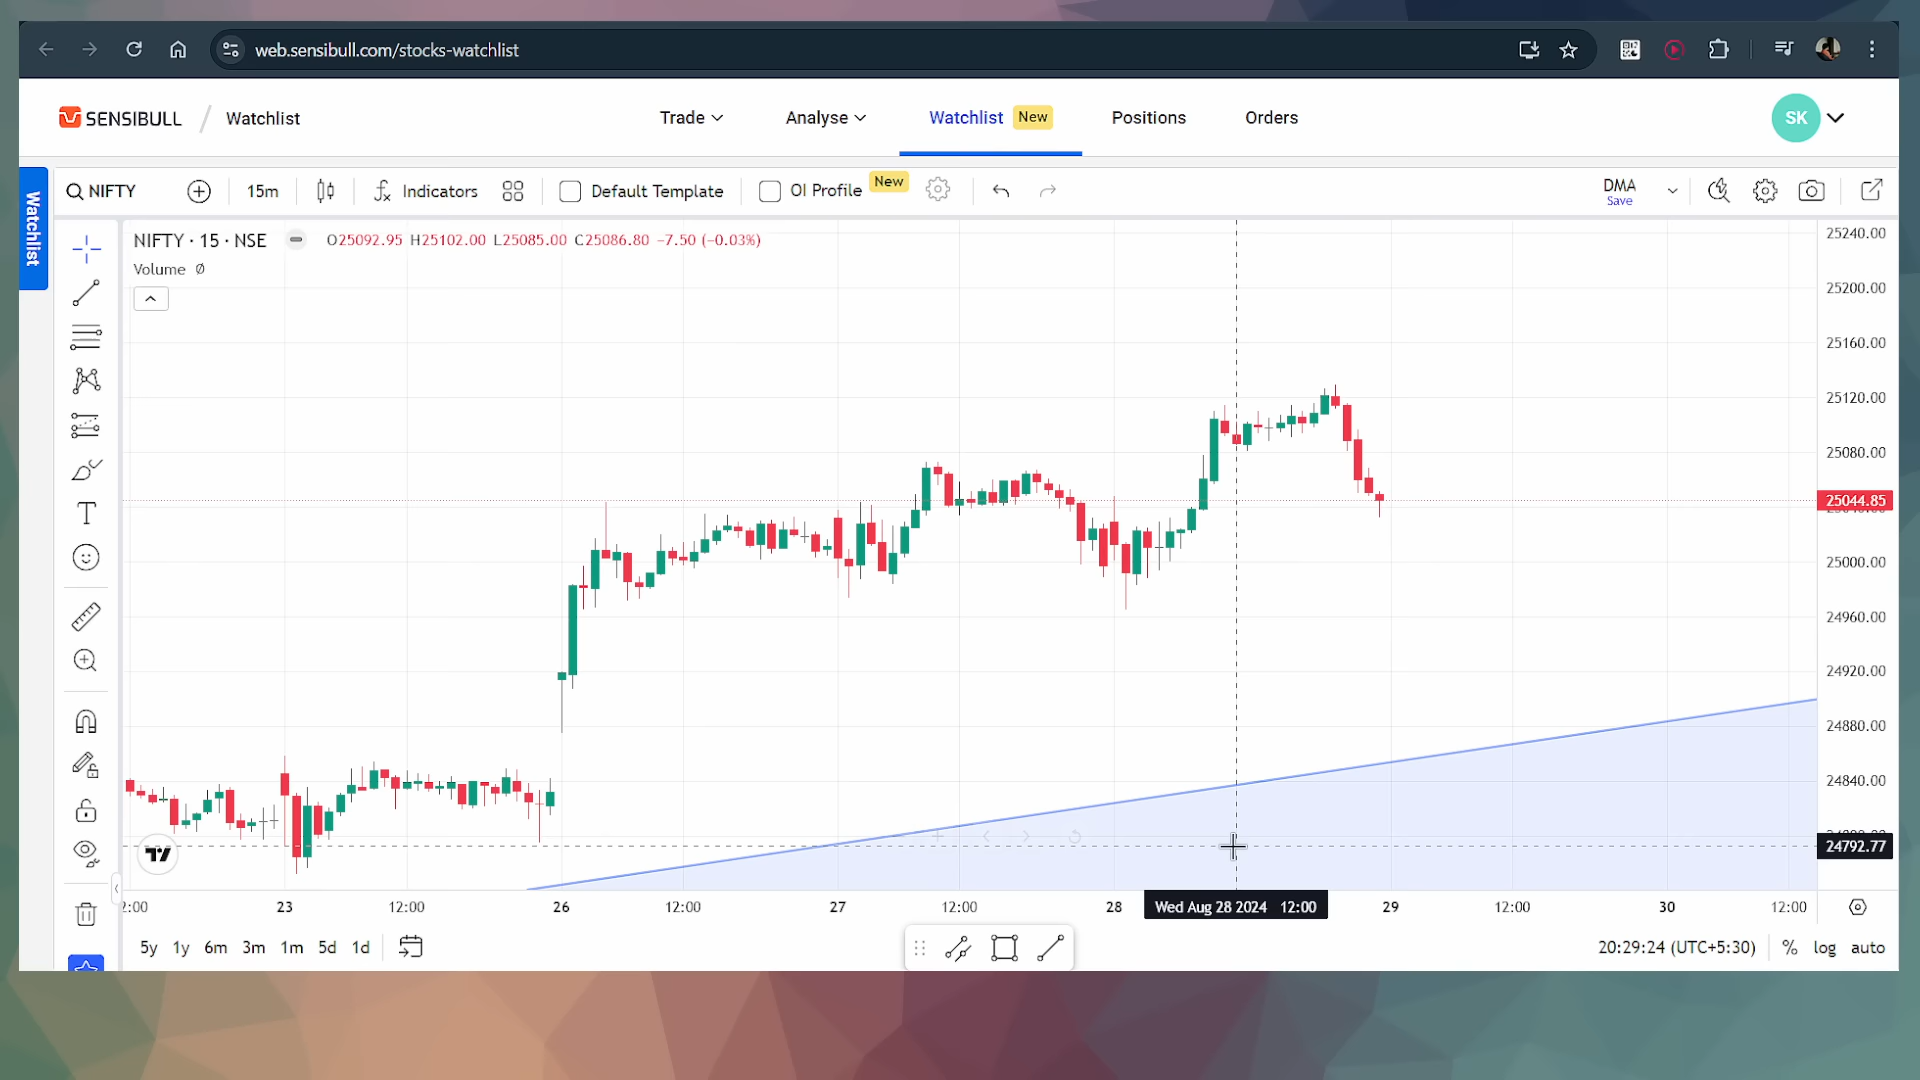 web.sensibull.com/stocks-watchlist
SENSIBULL / Watchlist
Trade
Analyse
Watchlist New
Positions
Orders
SK
Watchlist
NIFTY
15m
Indicators
Default Template
OI Profile New
DMA
Save
NIFTY · 15 · NSE
O25092.95 H25102.00 L25085.00 C25086.80 −7.50 (−0.03%)
Volume Ø
25240.00
25200.00
25160.00
25120.00
25080.00
25044.85
25000.00
24960.00
24920.00
24880.00
24840.00
24792.77
23
12:00
26
12:00
27
12:00
28
Wed Aug 28 2024 12:00
29
12:00
30
12:00
5y 1y 6m 3m 1m 5d 1d
20:29:24 (UTC+5:30)
% log auto